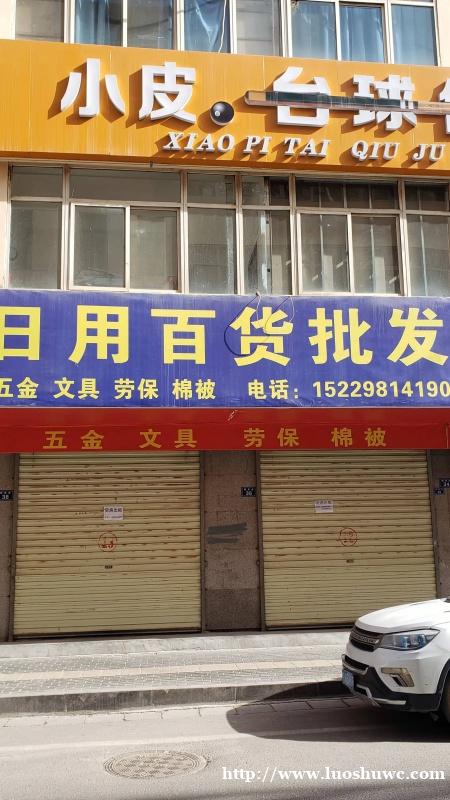 小皮·台球
XIAO PI TAI QIU JU
日用百货批发
五金 文具 劳保 棉被 电话：15229814190
五金 文具 劳保 棉被
38
36
http://www.luoshuwc.com/